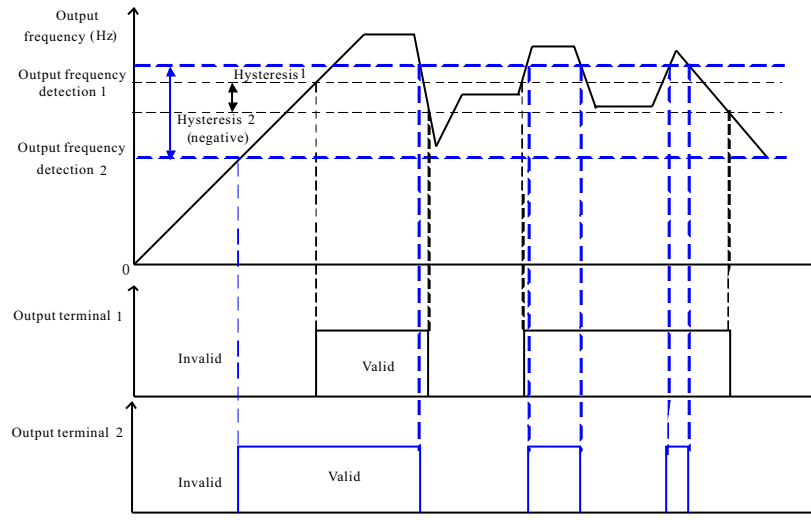 Output
frequency (Hz)
Output frequency
detection 1
Hysteresis 1
Hysteresis 2
(negative)
Output frequency
detection 2
0
Output terminal 1
Invalid
Valid
Output terminal 2
Invalid
Valid